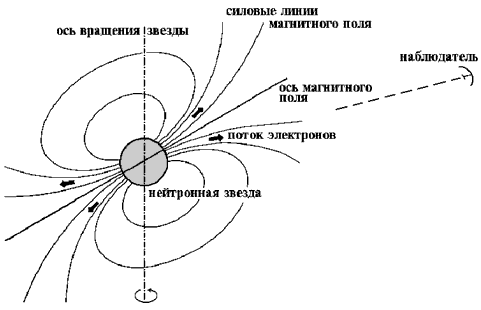 силовые линии
ось вращения звезды
магнитного поля
наблюдатель
ось магнитного
поля
поток электронов
нейтронная звезда